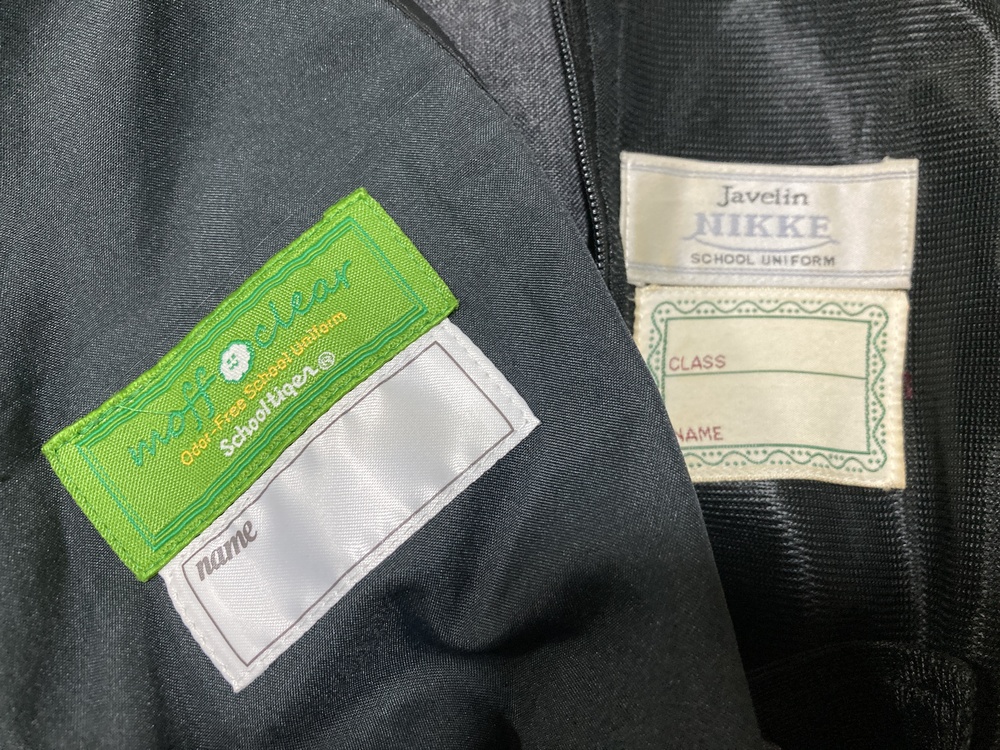 moff clear
Odor-Free School Uniform
Schooltiger®
name
Javelin
NIKKE
SCHOOL UNIFORM
CLASS
NAME